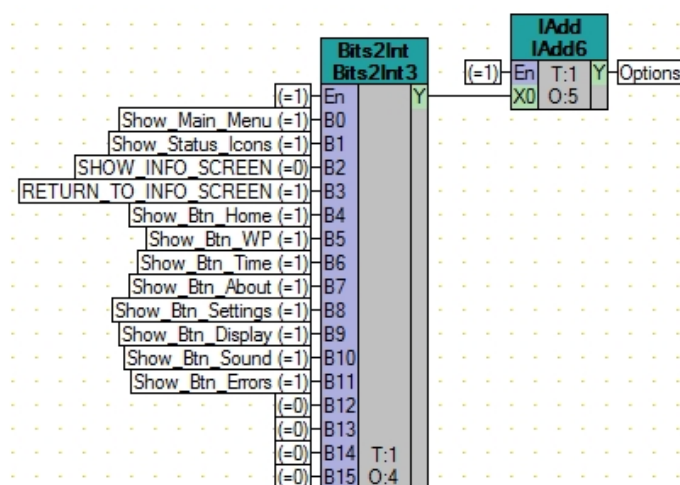 IAdd
Bits2Int IAdd6
Bits2Int3 (=1) En T:1 Y Options
(=1) En Y X0 O:5
Show_Main_Menu (=1) B0
Show_Status_Icons (=1) B1
SHOW_INFO_SCREEN (=0) B2
RETURN_TO_INFO_SCREEN (=1) B3
Show_Btn_Home (=1) B4
Show_Btn_WP (=1) B5
Show_Btn_Time (=1) B6
Show_Btn_About (=1) B7
Show_Btn_Settings (=1) B8
Show_Btn_Display (=1) B9
Show_Btn_Sound (=1) B10
Show_Btn_Errors (=1) B11
(=0) B12
(=0) B13
(=0) B14 T:1
(=0) B15 O:4